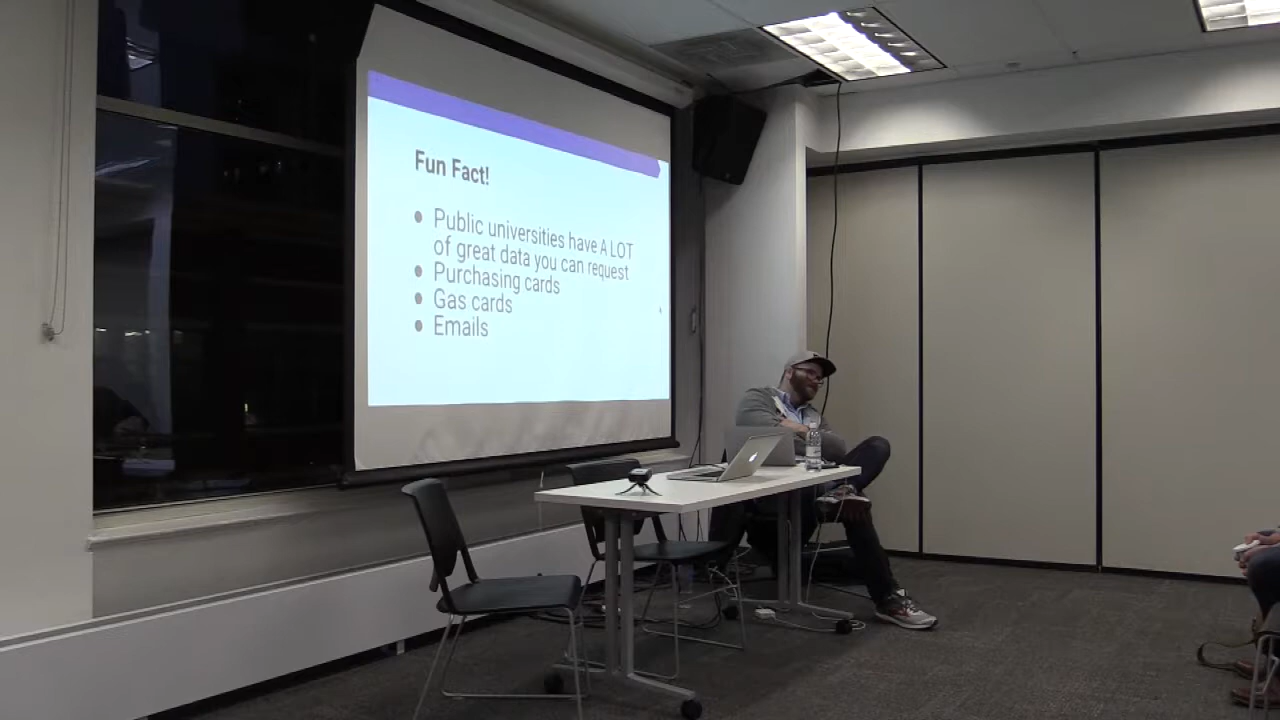 Fun Fact!
● Public universities have A LOT
of great data you can request
● Purchasing cards
● Gas cards
● Emails